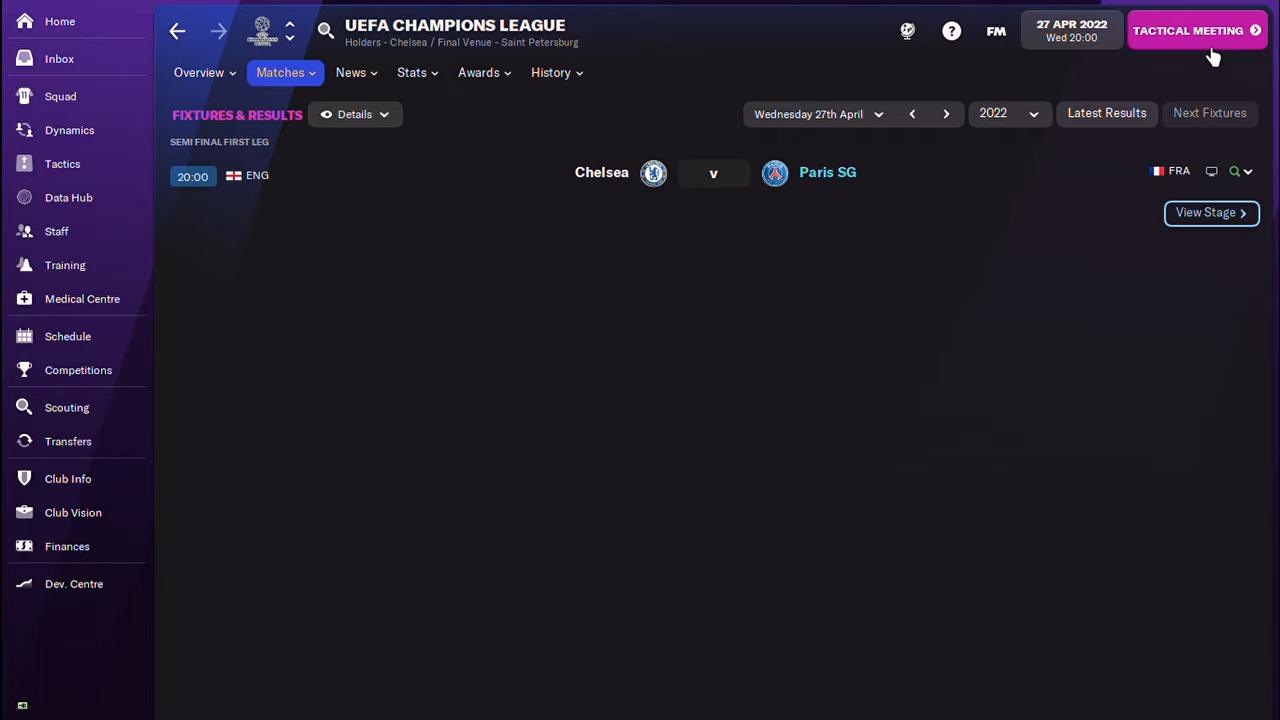 Home
Inbox
Squad
Dynamics
Tactics
Data Hub
Staff
Training
Medical Centre
Schedule
Competitions
Scouting
Transfers
Club Info
Club Vision
Finances
Dev. Centre
UEFA CHAMPIONS LEAGUE
Holders - Chelsea / Final Venue - Saint Petersburg
? FM
27 APR 2022
Wed 20:00
TACTICAL MEETING
Overview Matches News Stats Awards History
FIXTURES & RESULTS Details Wednesday 27th April 2022 Latest Results Next Fixtures
SEMI FINAL FIRST LEG
20:00 ENG Chelsea v Paris SG FRA
View Stage